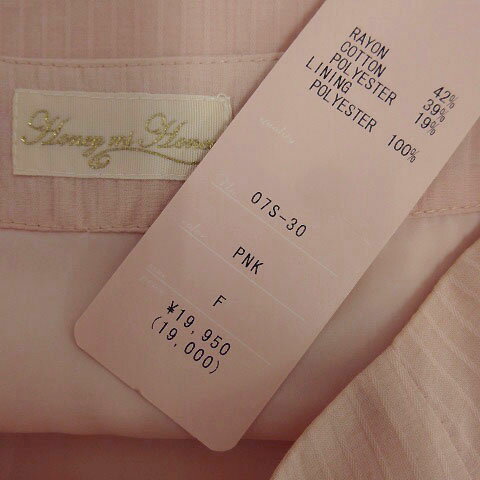 Honey mi Honey
RAYON 42%
COTTON 39%
POLYESTER 19%
LINING
POLYESTER 100%
07S-30
PNK
F
¥19,950
(19,000)